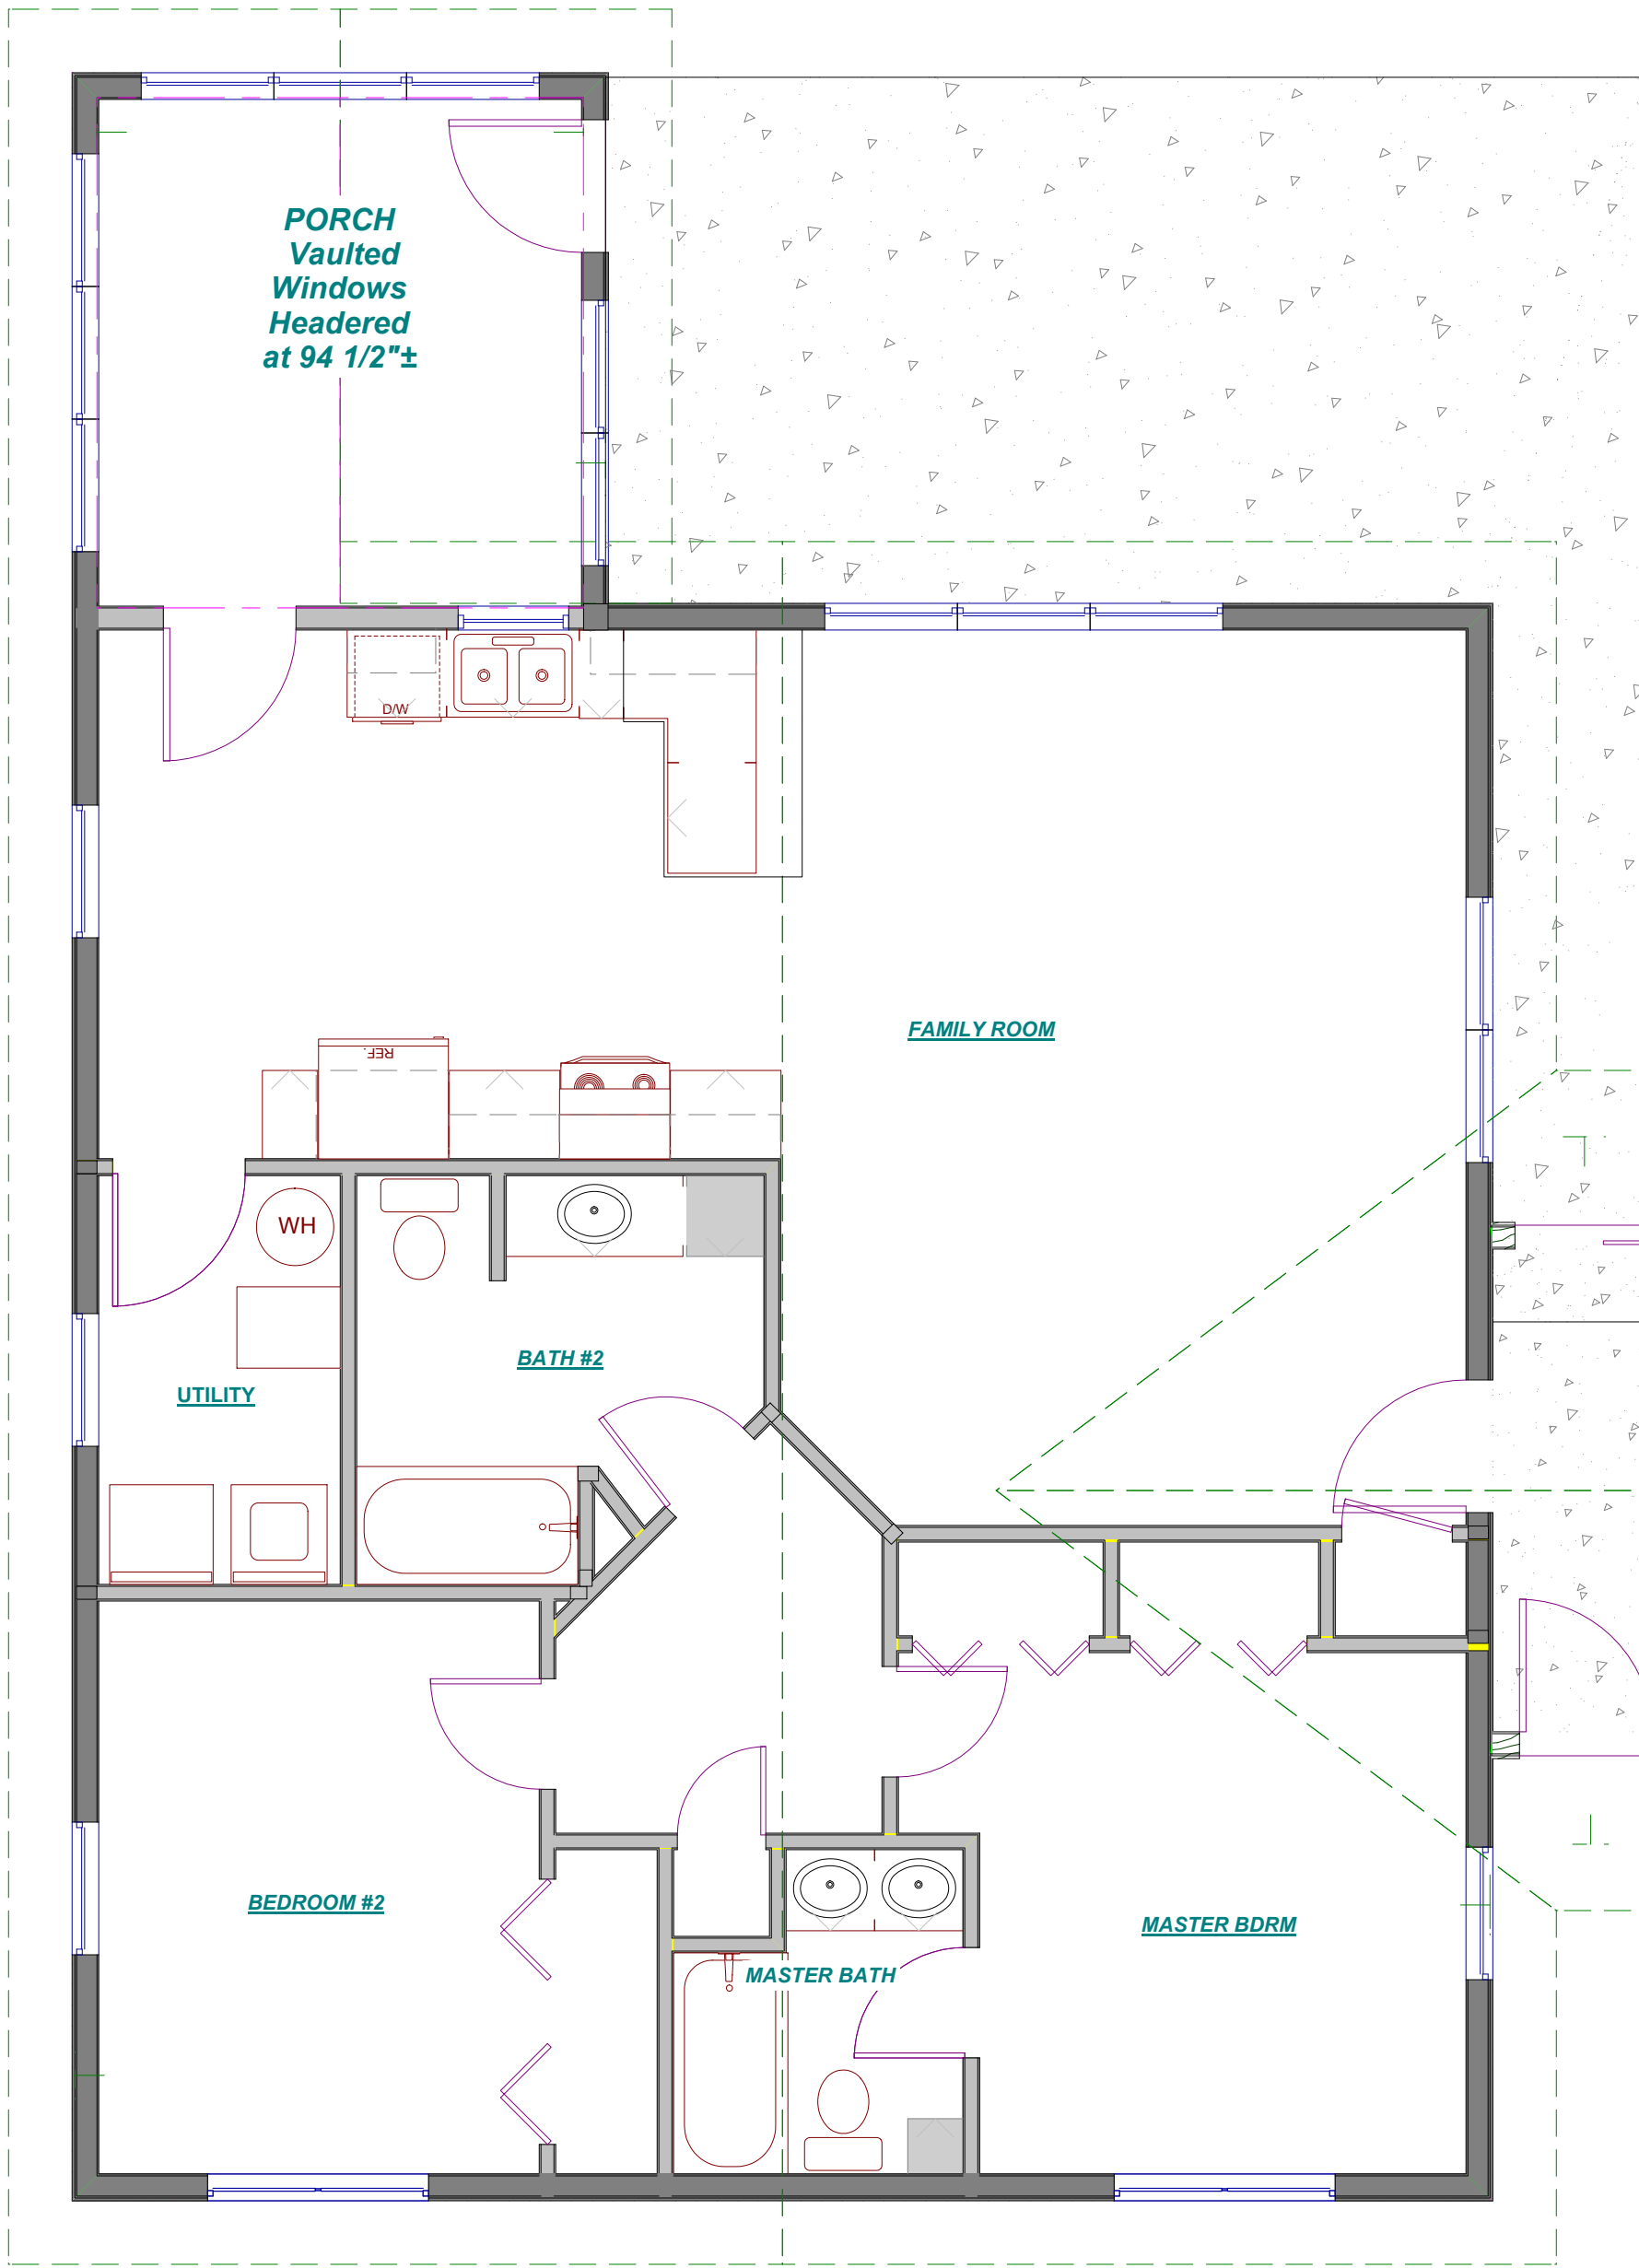 PORCH
Vaulted
Windows
Headered
at 94 1/2"±
D/W
FAMILY ROOM
REF.
WH
BATH #2
UTILITY
BEDROOM #2
MASTER BDRM
MASTER BATH